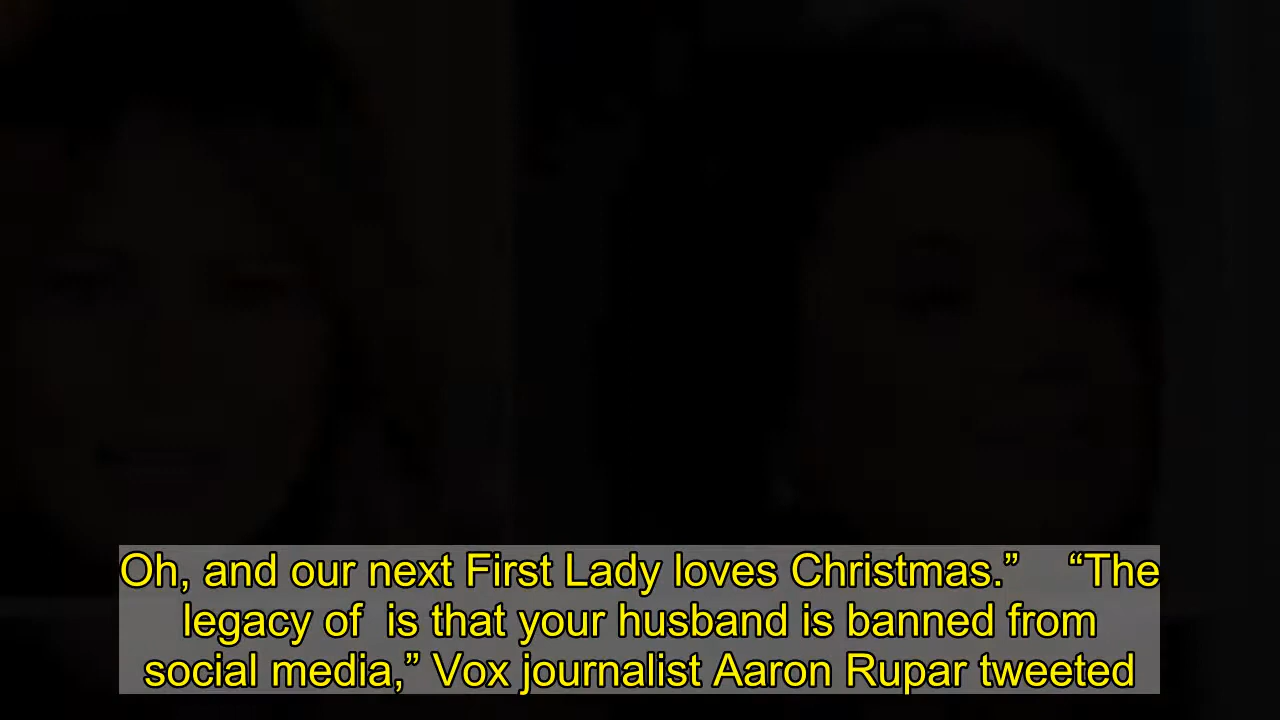 Oh, and our next First Lady loves Christmas.” “The
legacy of  is that your husband is banned from
social media,” Vox journalist Aaron Rupar tweeted